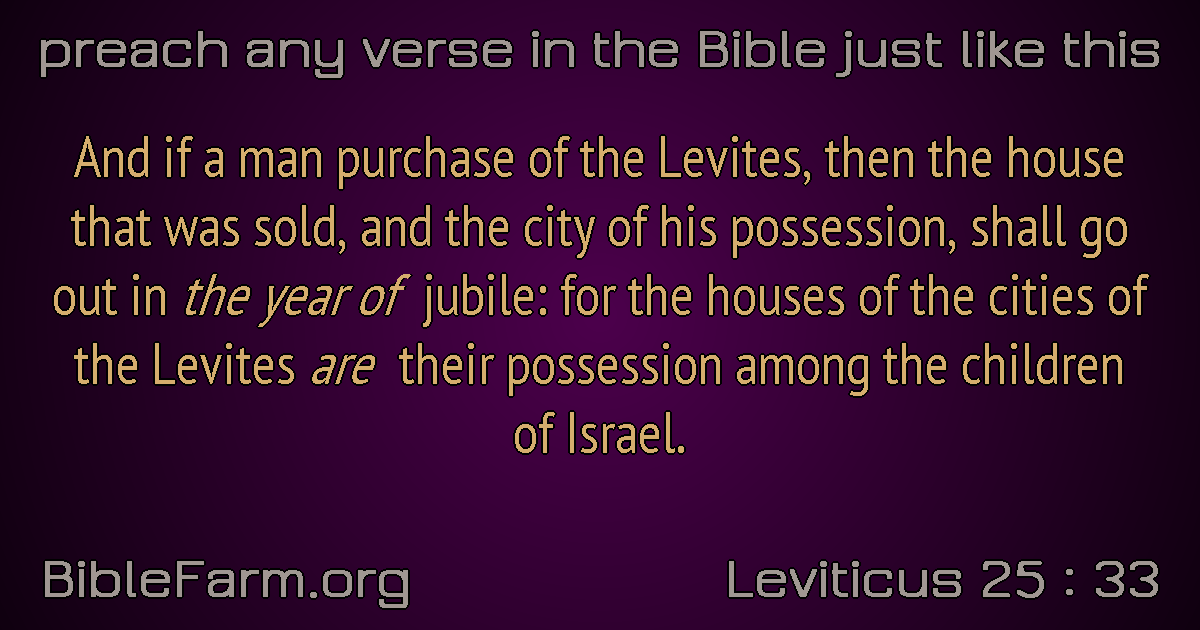 preach any verse in the Bible just like this
And if a man purchase of the Levites, then the house
that was sold, and the city of his possession, shall go
out in the year of jubile: for the houses of the cities of
the Levites are their possession among the children
of Israel.
BibleFarm.org
Leviticus 25 : 33